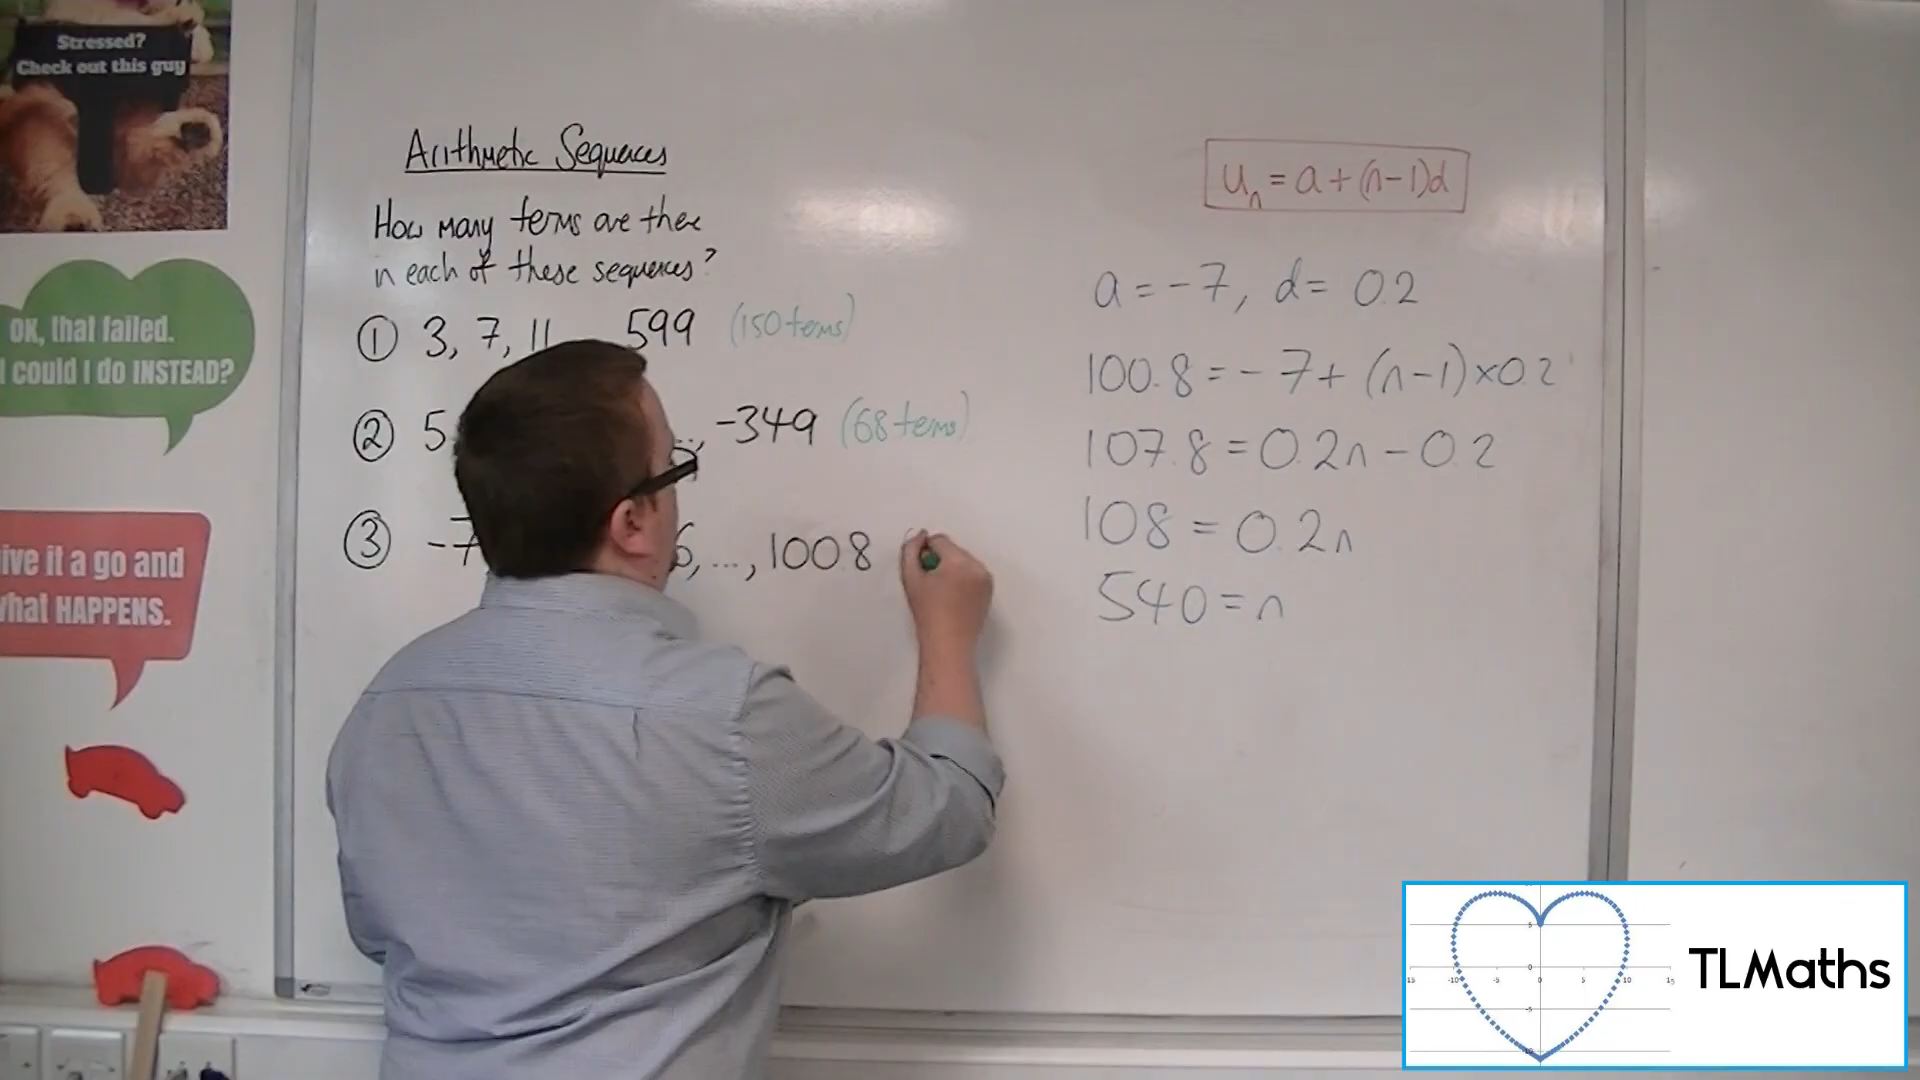 Stressed?
Check out this guy
OK, that failed.
could I do INSTEAD?
ive it a go and
what HAPPENS.
Arithmetic Sequences
How many terms are there
in each of these sequences?
① 3, 7, 11 599 (150 terms)
② 5 .., -349 (68 terms)
③ -7 6, ..., 100.8
Uₙ = a + (n-1)d
a = -7, d = 0.2
100.8 = -7 + (n-1)×0.2
107.8 = 0.2n - 0.2
108 = 0.2n
540 = n
TLMaths